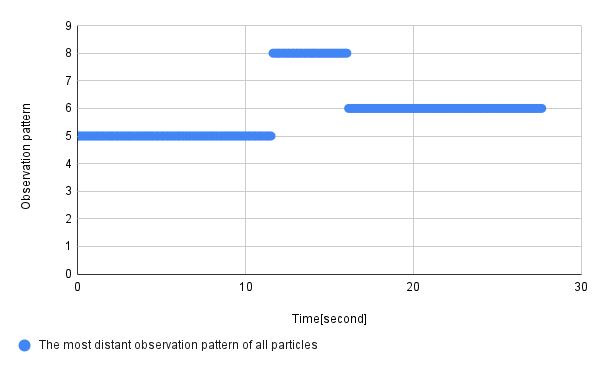 9
8
7
6
5
4
3
2
1
0
Observation pattern
0 10 20 30
Time[second]
The most distant observation pattern of all particles